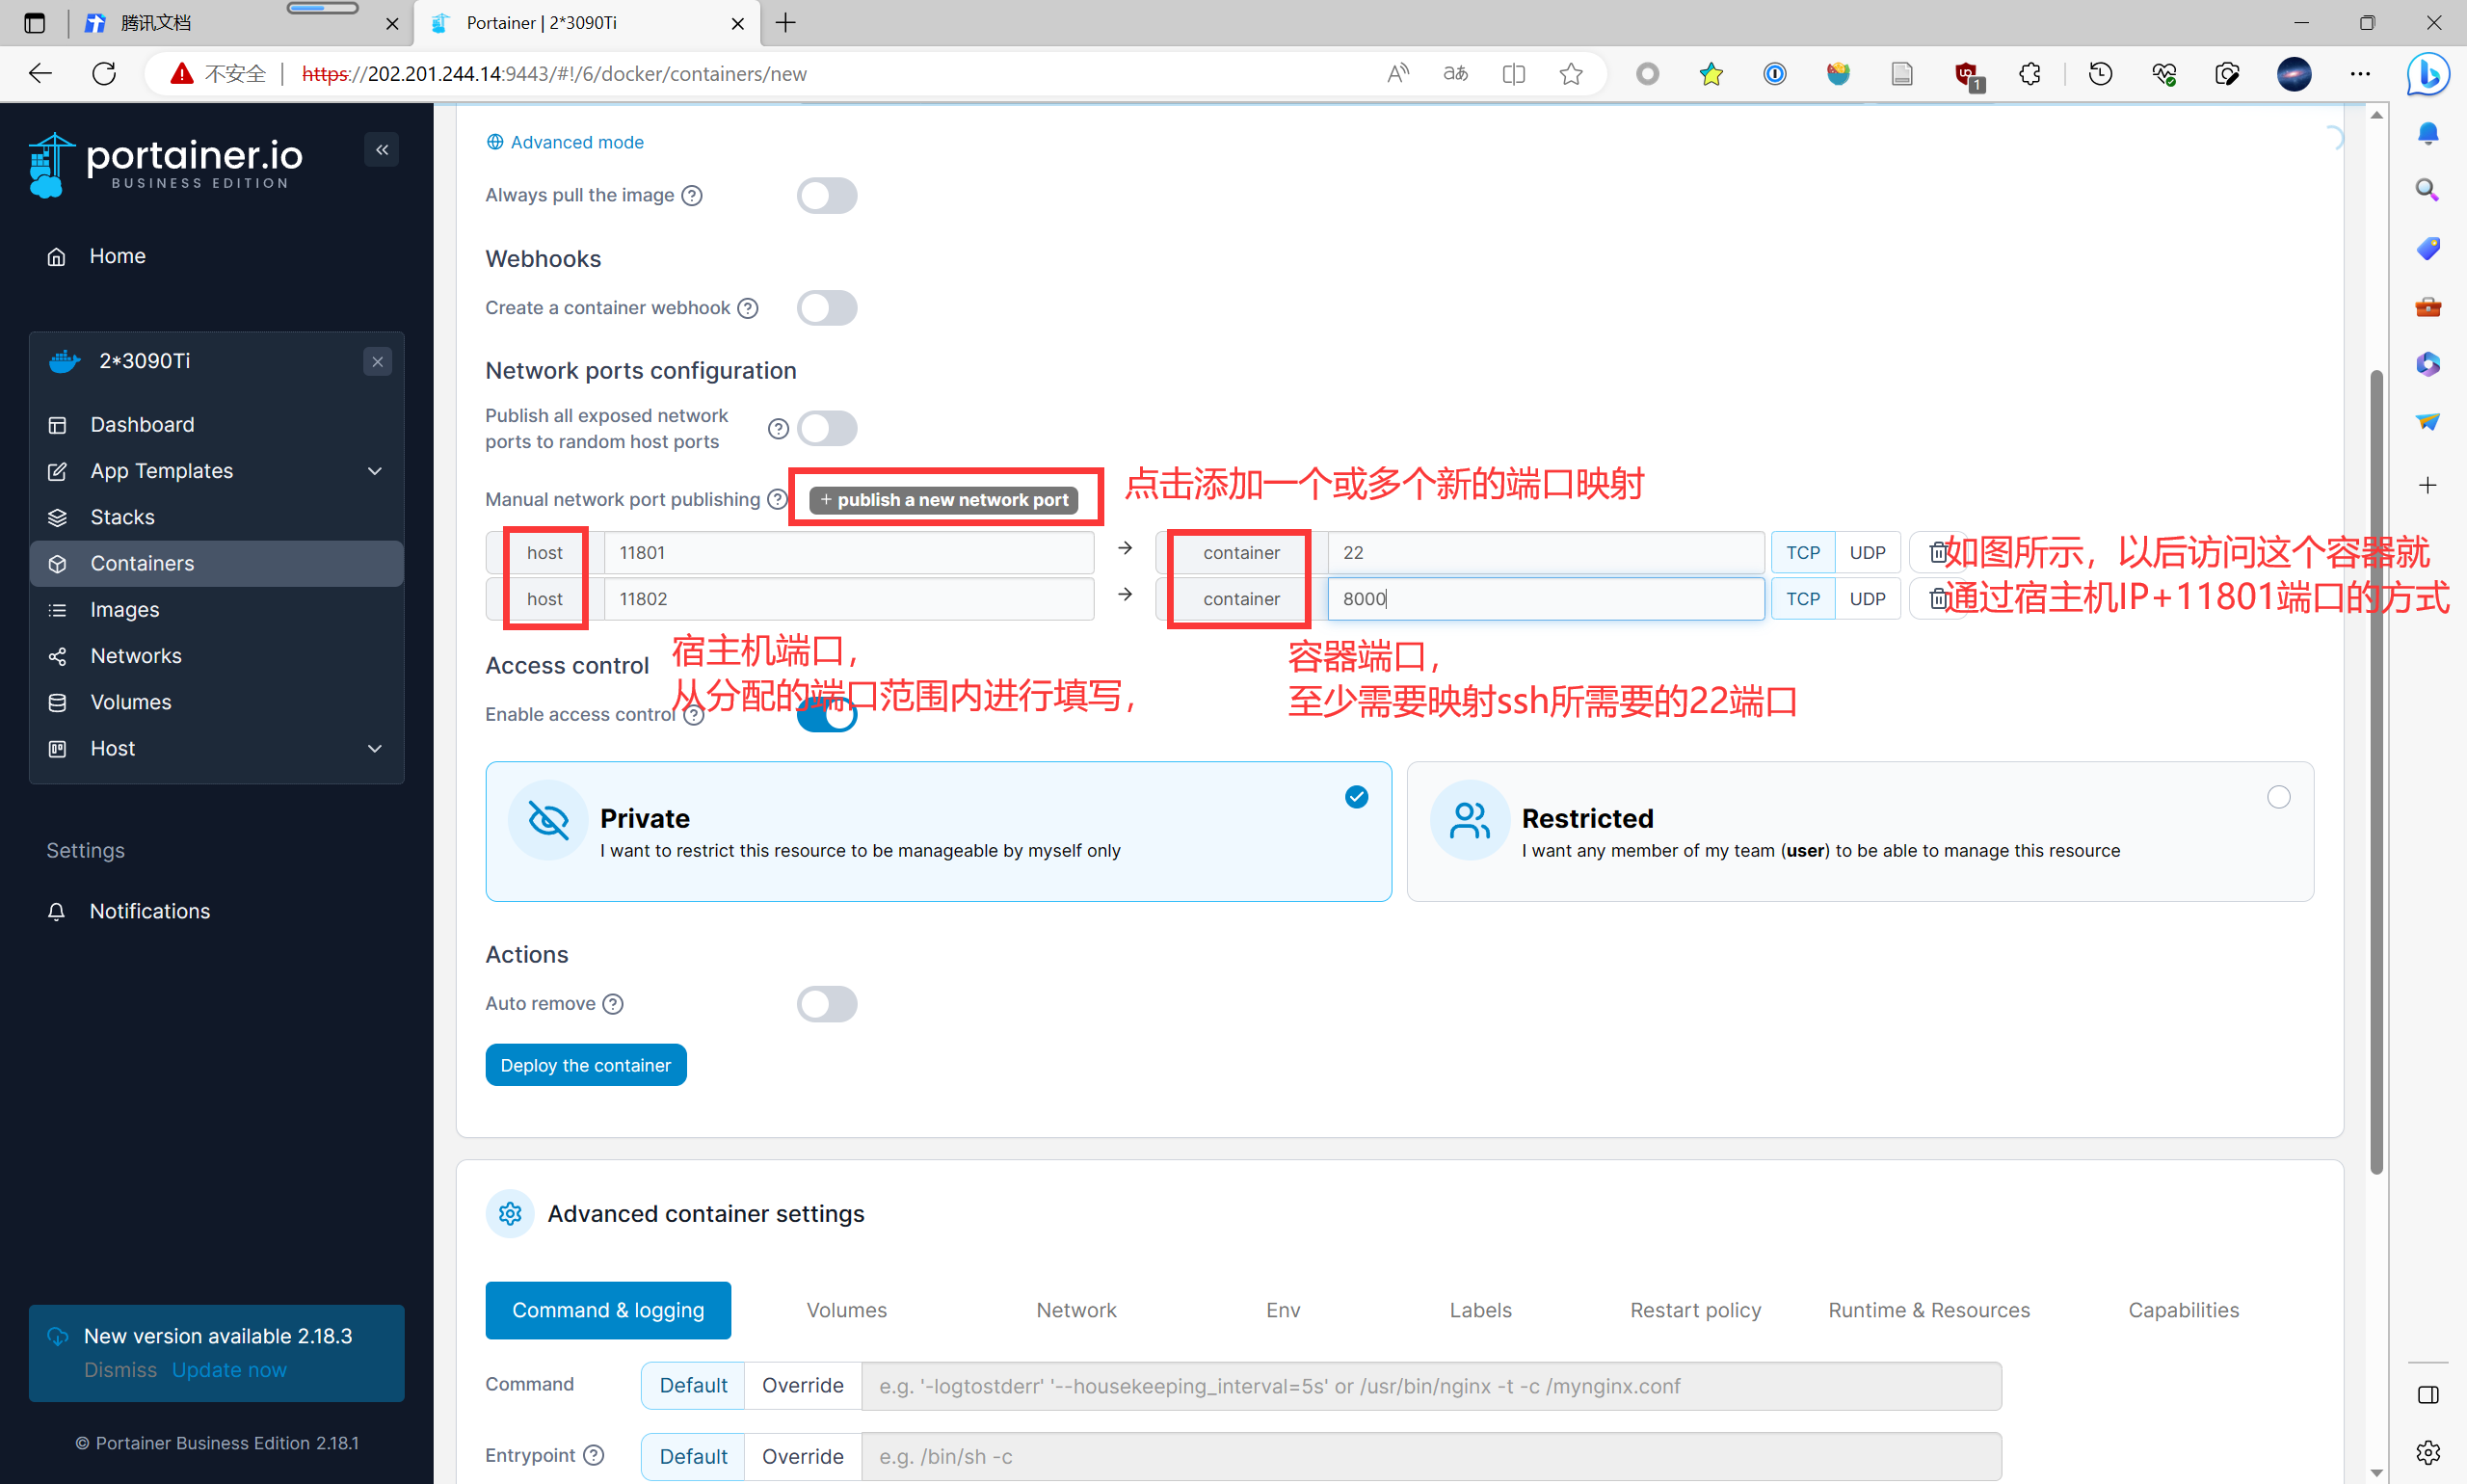 腾讯文档
Portainer | 2*3090Ti
不安全
https://202.201.244.14:9443/#!/6/docker/containers/new
portainer.io
BUSINESS EDITION
Home
2*3090Ti
Dashboard
App Templates
Stacks
Containers
Images
Networks
Volumes
Host
Settings
Notifications
New version available 2.18.3
Dismiss Update now
© Portainer Business Edition 2.18.1
Advanced mode
Always pull the image
Webhooks
Create a container webhook
Network ports configuration
Publish all exposed network
ports to random host ports
Manual network port publishing
+ publish a new network port
点击添加一个或多个新的端口映射
host 11801 → container 22 TCP UDP
host 11802 → container 8000 TCP UDP
如图所示，以后访问这个容器就
通过宿主机IP+11801端口的方式
宿主机端口，
从分配的端口范围内进行填写，
容器端口，
至少需要映射ssh所需要的22端口
Access control
Enable access control
Private
I want to restrict this resource to be manageable by myself only
Restricted
I want any member of my team (user) to be able to manage this resource
Actions
Auto remove
Deploy the container
Advanced container settings
Command & logging Volumes Network Env Labels Restart policy Runtime & Resources Capabilities
Command Default Override e.g. '-logtostderr' '--housekeeping_interval=5s' or /usr/bin/nginx -t -c /mynginx.conf
Entrypoint Default Override e.g. /bin/sh -c